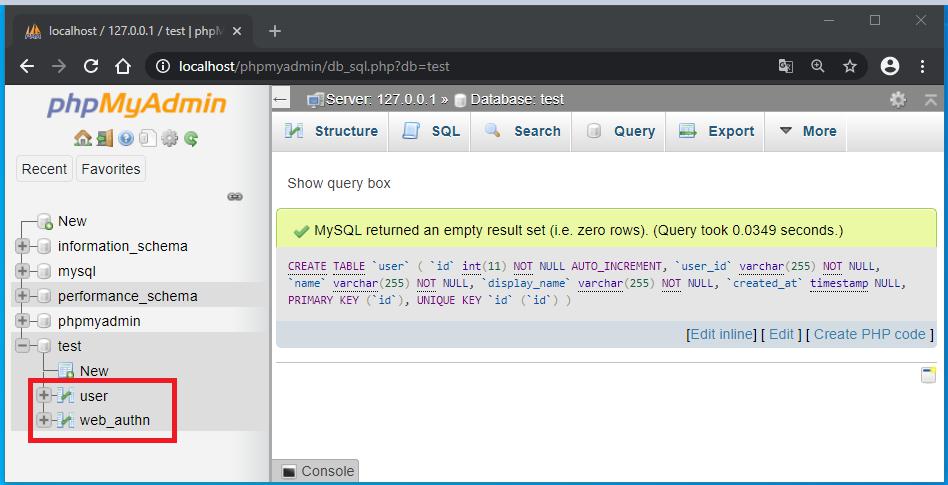 localhost / 127.0.0.1 / test | phpM
localhost/phpmyadmin/db_sql.php?db=test
phpMyAdmin
Recent
Favorites
New
information_schema
mysql
performance_schema
phpmyadmin
test
New
user
web_authn
Server: 127.0.0.1 » Database: test
Structure
SQL
Search
Query
Export
More
Show query box
MySQL returned an empty result set (i.e. zero rows). (Query took 0.0349 seconds.)
CREATE TABLE `user` ( `id` int(11) NOT NULL AUTO_INCREMENT, `user_id` varchar(255) NOT NULL,
`name` varchar(255) NOT NULL, `display_name` varchar(255) NOT NULL, `created_at` timestamp NULL,
PRIMARY KEY (`id`), UNIQUE KEY `id` (`id`) )
[Edit inline] [ Edit ] [ Create PHP code ]
Console